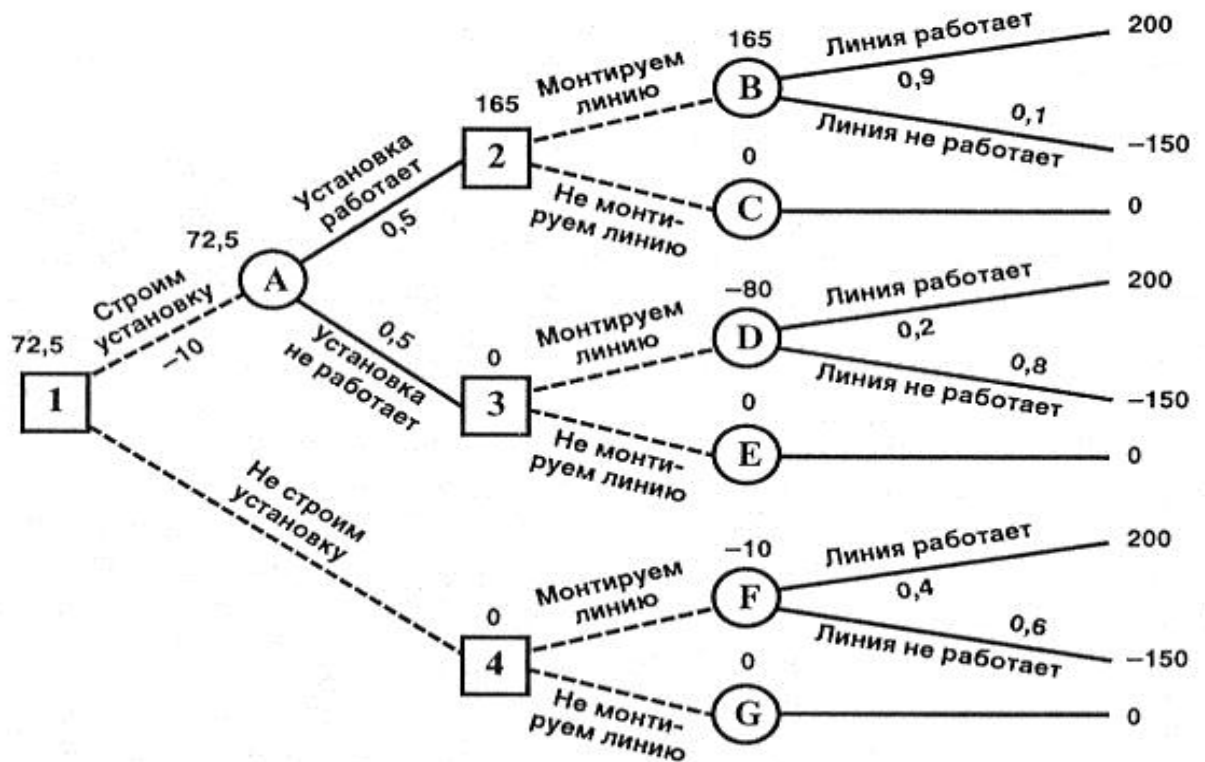 165
Линия работает
200
0,9
Монтируем
линию
B
165
0,1
Линия не работает
−150
2
0
Установка
работает
0,5
Не монти-
руем линию
C
0
72,5
A
Строим
установку
−10
−80
Линия работает
200
0,2
Монтируем
линию
D
0,5
Установка
не работает
0
0,8
Линия не работает
−150
72,5
1
3
0
Не монти-
руем линию
E
0
Не строим
установку
−10
Линия работает
200
0,4
Монтируем
линию
F
0
0,6
Линия не работает
−150
4
0
Не монти-
руем линию
G
0